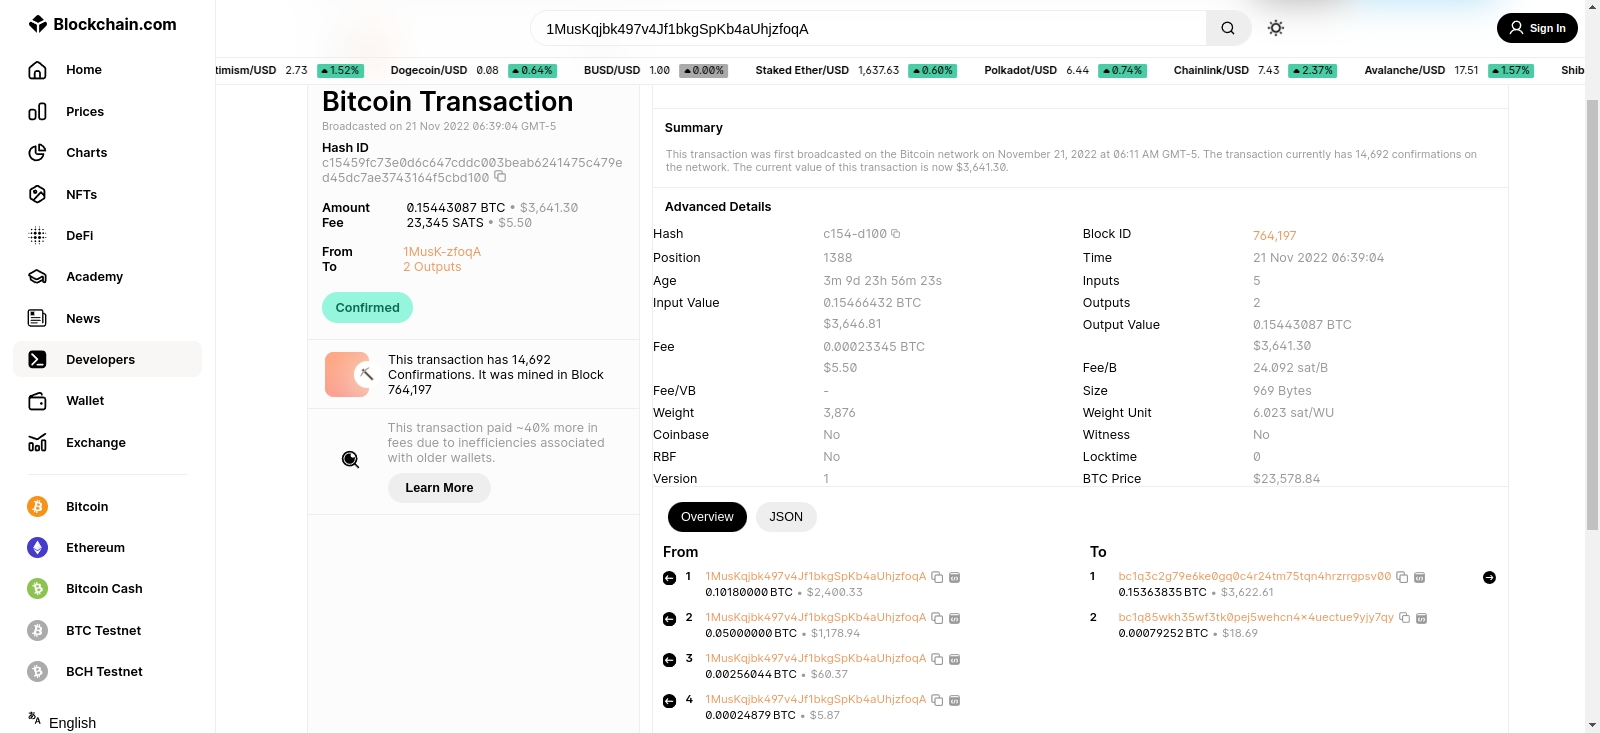 Blockchain.com
1MusKqjbk497v4Jf1bkgSpKb4aUhjzfoqA
Sign In
timism/USD 2.73 1.52% Dogecoin/USD 0.08 0.64% BUSD/USD 1.00 0.00% Staked Ether/USD 1,637.63 0.60% Polkadot/USD 6.44 0.74% Chainlink/USD 7.43 2.37% Avalanche/USD 17.51 1.57% Shib
Home
Prices
Charts
NFTs
DeFi
Academy
News
Developers
Wallet
Exchange
Bitcoin
Ethereum
Bitcoin Cash
BTC Testnet
BCH Testnet
English
Bitcoin Transaction
Broadcasted on 21 Nov 2022 06:39:04 GMT-5
Hash ID
c15459fc73e0d6c647cddc003beab6241475c479e
d45dc7ae3743164f5cbd100
Amount 0.15443087 BTC • $3,641.30
Fee 23,345 SATS • $5.50
From 1MusK-zfoqA
To 2 Outputs
Confirmed
This transaction has 14,692
Confirmations. It was mined in Block
764,197
This transaction paid ~40% more in
fees due to inefficiencies associated
with older wallets.
Learn More
Summary
This transaction was first broadcasted on the Bitcoin network on November 21, 2022 at 06:11 AM GMT-5. The transaction currently has 14,692 confirmations on
the network. The current value of this transaction is now $3,641.30.
Advanced Details
Hash c154-d100 Block ID 764,197
Position 1388 Time 21 Nov 2022 06:39:04
Age 3m 9d 23h 56m 23s Inputs 5
Input Value 0.15466432 BTC Outputs 2
$3,646.81 Output Value 0.15443087 BTC
Fee 0.00023345 BTC $3,641.30
$5.50 Fee/B 24.092 sat/B
Fee/VB - Size 969 Bytes
Weight 3,876 Weight Unit 6.023 sat/WU
Coinbase No Witness No
RBF No Locktime 0
Version 1 BTC Price $23,578.84
Overview JSON
From
1 1MusKqjbk497v4Jf1bkgSpKb4aUhjzfoqA
0.10180000 BTC • $2,400.33
2 1MusKqjbk497v4Jf1bkgSpKb4aUhjzfoqA
0.05000000 BTC • $1,178.94
3 1MusKqjbk497v4Jf1bkgSpKb4aUhjzfoqA
0.00256044 BTC • $60.37
4 1MusKqjbk497v4Jf1bkgSpKb4aUhjzfoqA
0.00024879 BTC • $5.87
To
1 bc1q3c2g79e6ke0gq0c4r24tm75tqn4hrzrrgpsv00
0.15363835 BTC • $3,622.61
2 bc1q85wkh35wf3tk0pej5wehcn4x4uectue9yjy7qy
0.00079252 BTC • $18.69